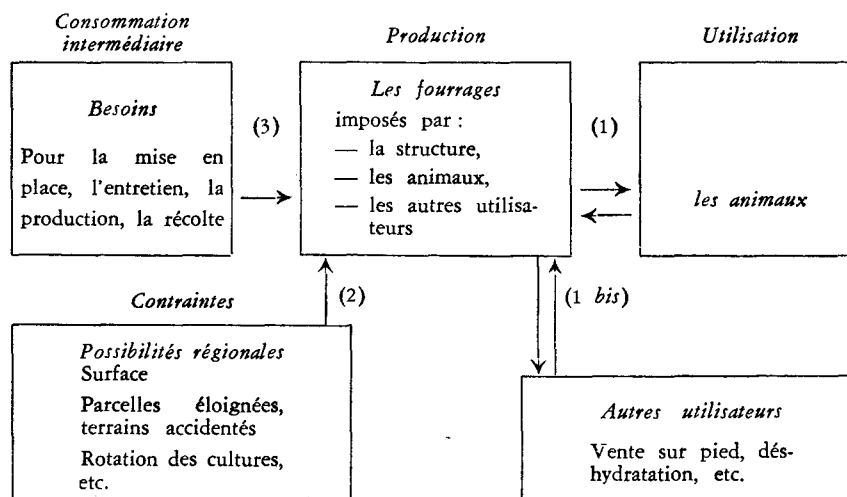 Consommation
intermédiaire
Production
Utilisation
Besoins
Pour la mise en
place, l'entretien, la
production, la récolte
(3)
Les fourrages
imposés par :
— la structure,
— les animaux,
— les autres utilisa-
teurs
(1)
les animaux
Contraintes
(2)
(1 bis)
Possibilités régionales
Surface
Parcelles éloignées,
terrains accidentés
Rotation des cultures,
etc.
Autres utilisateurs
Vente sur pied, dés-
hydratation, etc.